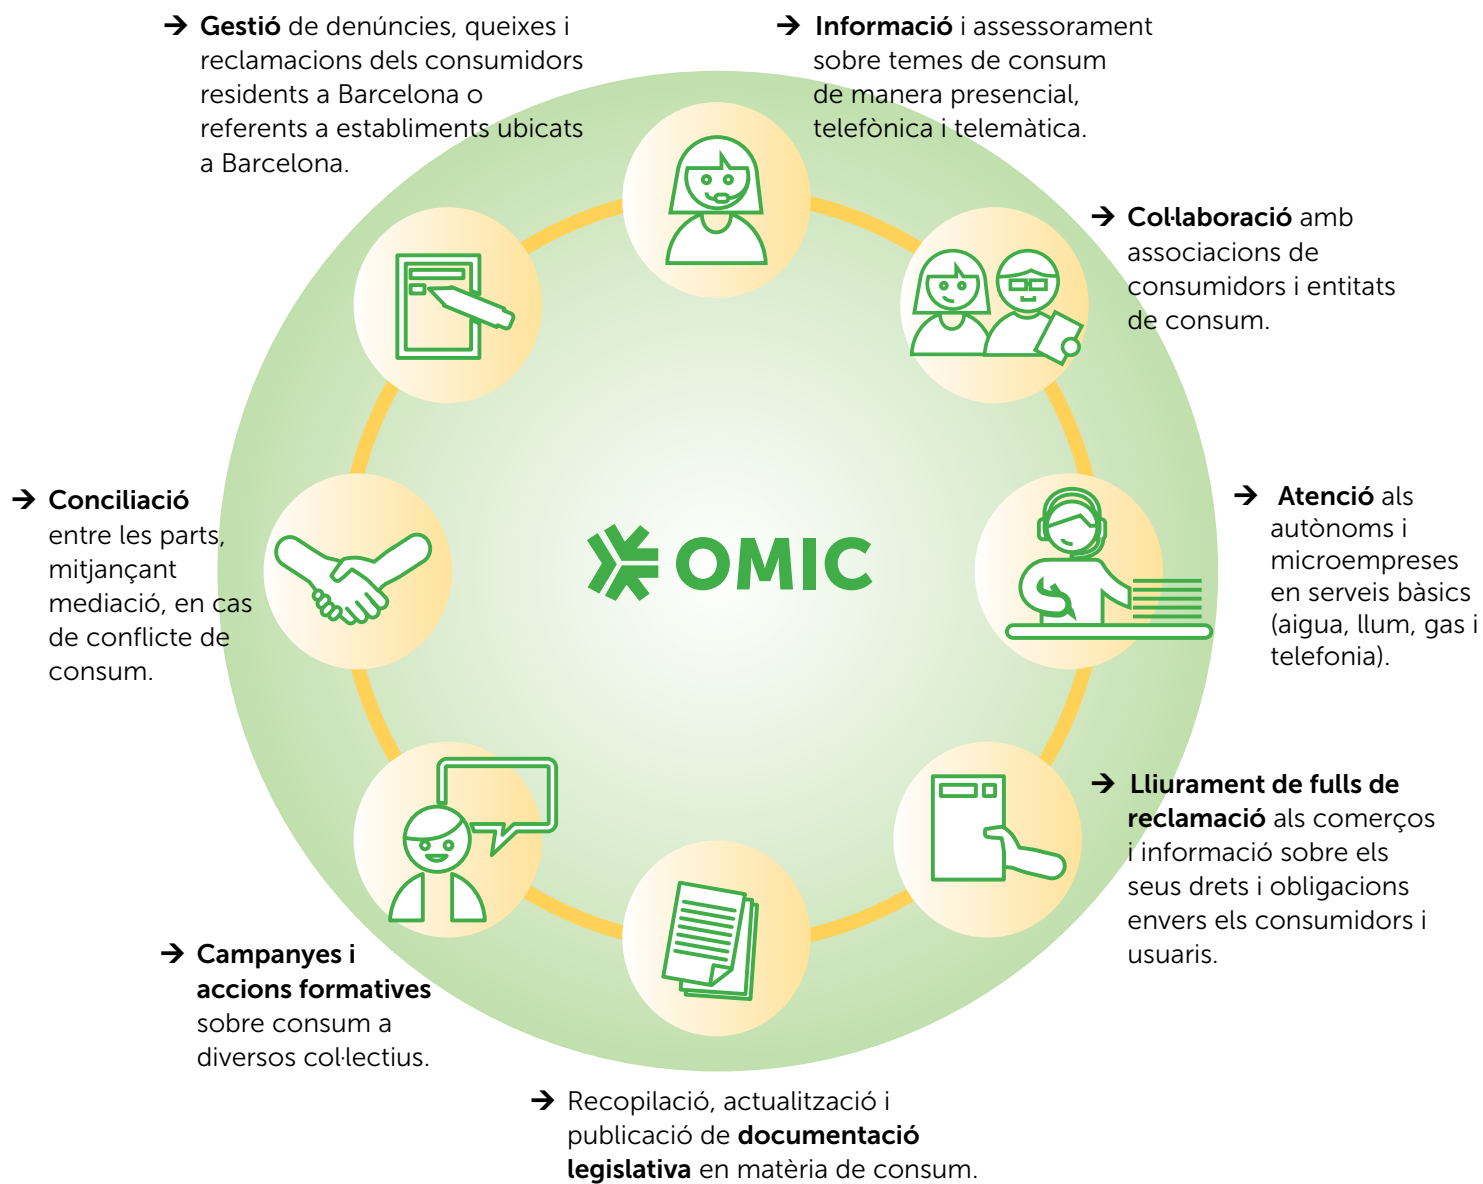 → Gestió de denúncies, queixes i
reclamacions dels consumidors
residents a Barcelona o
referents a establiments ubicats
a Barcelona.
→ Informació i assessorament
sobre temes de consum
de manera presencial,
telefònica i telemàtica.
→ Col·laboració amb
associacions de
consumidors i entitats
de consum.
→ Conciliació
entre les parts,
mitjançant
mediació, en cas
de conflicte de
consum.
OMIC
→ Atenció als
autònoms i
microempreses
en serveis bàsics
(aigua, llum, gas i
telefonia).
→ Lliurament de fulls de
reclamació als comerços
i informació sobre els
seus drets i obligacions
envers els consumidors i
usuaris.
→ Campanyes i
accions formatives
sobre consum a
diversos col·lectius.
→ Recopilació, actualització i
publicació de documentació
legislativa en matèria de consum.